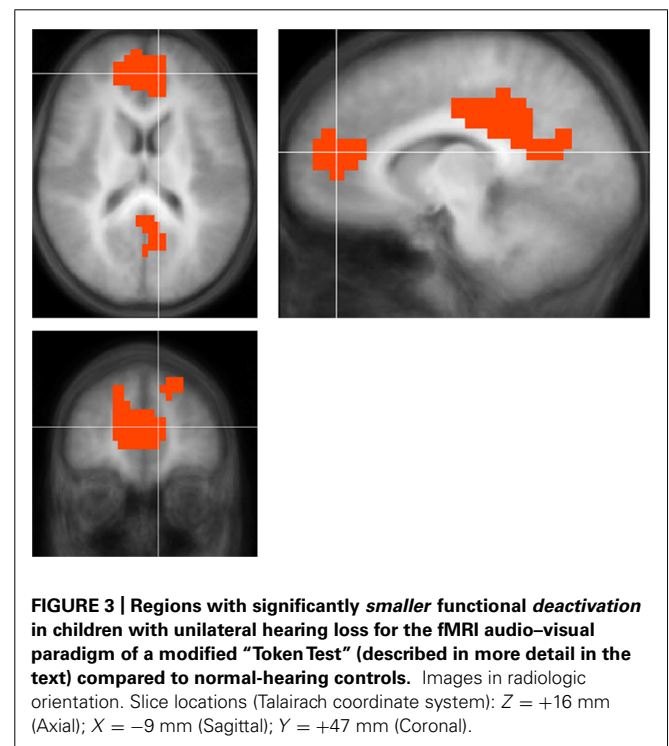 FIGURE 3 | Regions with significantly smaller functional deactivation
in children with unilateral hearing loss for the fMRI audio–visual
paradigm of a modified “Token Test” (described in more detail in the
text) compared to normal-hearing controls. Images in radiologic
orientation. Slice locations (Talairach coordinate system): Z = +16 mm
(Axial); X = −9 mm (Sagittal); Y = +47 mm (Coronal).